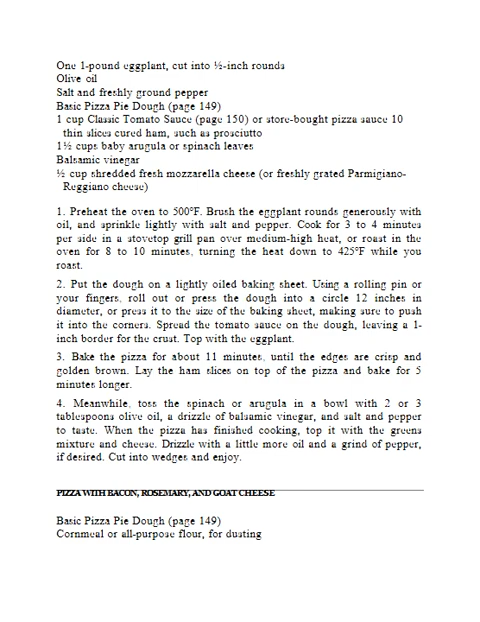 One 1-pound eggplant, cut into ½-inch rounds
Olive oil
Salt and freshly ground pepper
Basic Pizza Pie Dough (page 149)
1 cup Classic Tomato Sauce (page 150) or store-bought pizza sauce 10
thin slices cured ham, such as prosciutto
1½ cups baby arugula or spinach leaves
Balsamic vinegar
½ cup shredded fresh mozzarella cheese (or freshly grated Parmigiano-
Reggiano cheese)
1. Preheat the oven to 500°F. Brush the eggplant rounds generously with
oil, and sprinkle lightly with salt and pepper. Cook for 3 to 4 minutes
per side in a stovetop grill pan over medium-high heat, or roast in the
oven for 8 to 10 minutes, turning the heat down to 425°F while you
roast.
2. Put the dough on a lightly oiled baking sheet. Using a rolling pin or
your fingers, roll out or press the dough into a circle 12 inches in
diameter, or press it to the size of the baking sheet, making sure to push
it into the corners. Spread the tomato sauce on the dough, leaving a 1-
inch border for the crust. Top with the eggplant.
3. Bake the pizza for about 11 minutes, until the edges are crisp and
golden brown. Lay the ham slices on top of the pizza and bake for 5
minutes longer.
4. Meanwhile, toss the spinach or arugula in a bowl with 2 or 3
tablespoons olive oil, a drizzle of balsamic vinegar, and salt and pepper
to taste. When the pizza has finished cooking, top it with the greens
mixture and cheese. Drizzle with a little more oil and a grind of pepper,
if desired. Cut into wedges and enjoy.
PIZZA WITH BACON, ROSEMARY, AND GOAT CHEESE
Basic Pizza Pie Dough (page 149)
Cornmeal or all-purpose flour, for dusting